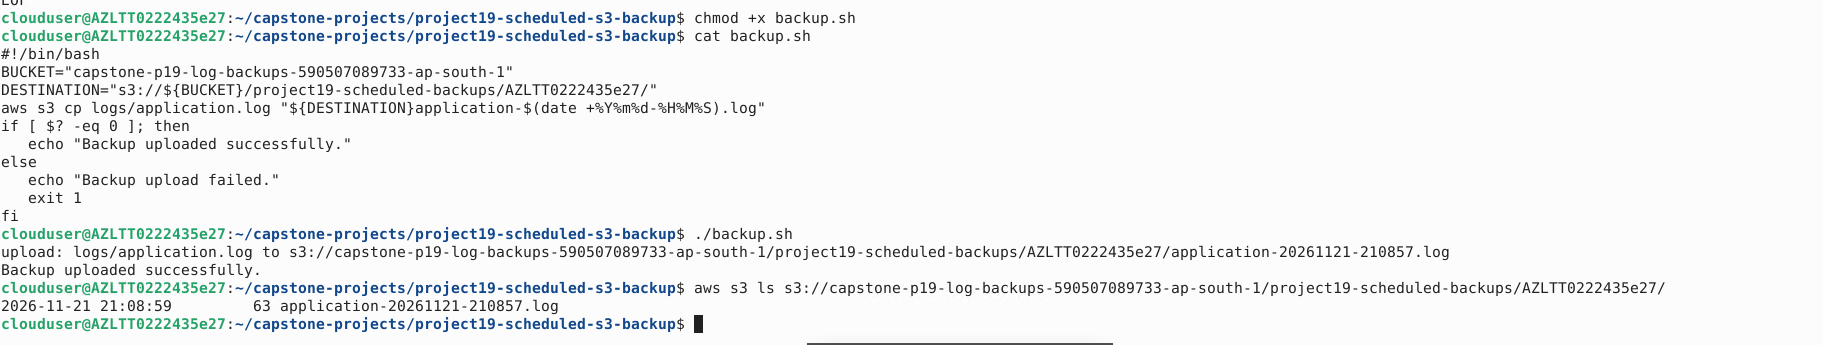 EOF
clouduser@AZLTT0222435e27:~/capstone-projects/project19-scheduled-s3-backup$ chmod +x backup.sh
clouduser@AZLTT0222435e27:~/capstone-projects/project19-scheduled-s3-backup$ cat backup.sh
#!/bin/bash
BUCKET="capstone-p19-log-backups-590507089733-ap-south-1"
DESTINATION="s3://${BUCKET}/project19-scheduled-backups/AZLTT0222435e27/"
aws s3 cp logs/application.log "${DESTINATION}application-$(date +%Y%m%d-%H%M%S).log"
if [ $? -eq 0 ]; then
   echo "Backup uploaded successfully."
else
   echo "Backup upload failed."
   exit 1
fi
clouduser@AZLTT0222435e27:~/capstone-projects/project19-scheduled-s3-backup$ ./backup.sh
upload: logs/application.log to s3://capstone-p19-log-backups-590507089733-ap-south-1/project19-scheduled-backups/AZLTT0222435e27/application-20261121-210857.log
Backup uploaded successfully.
clouduser@AZLTT0222435e27:~/capstone-projects/project19-scheduled-s3-backup$ aws s3 ls s3://capstone-p19-log-backups-590507089733-ap-south-1/project19-scheduled-backups/AZLTT0222435e27/
2026-11-21 21:08:59         63 application-20261121-210857.log
clouduser@AZLTT0222435e27:~/capstone-projects/project19-scheduled-s3-backup$